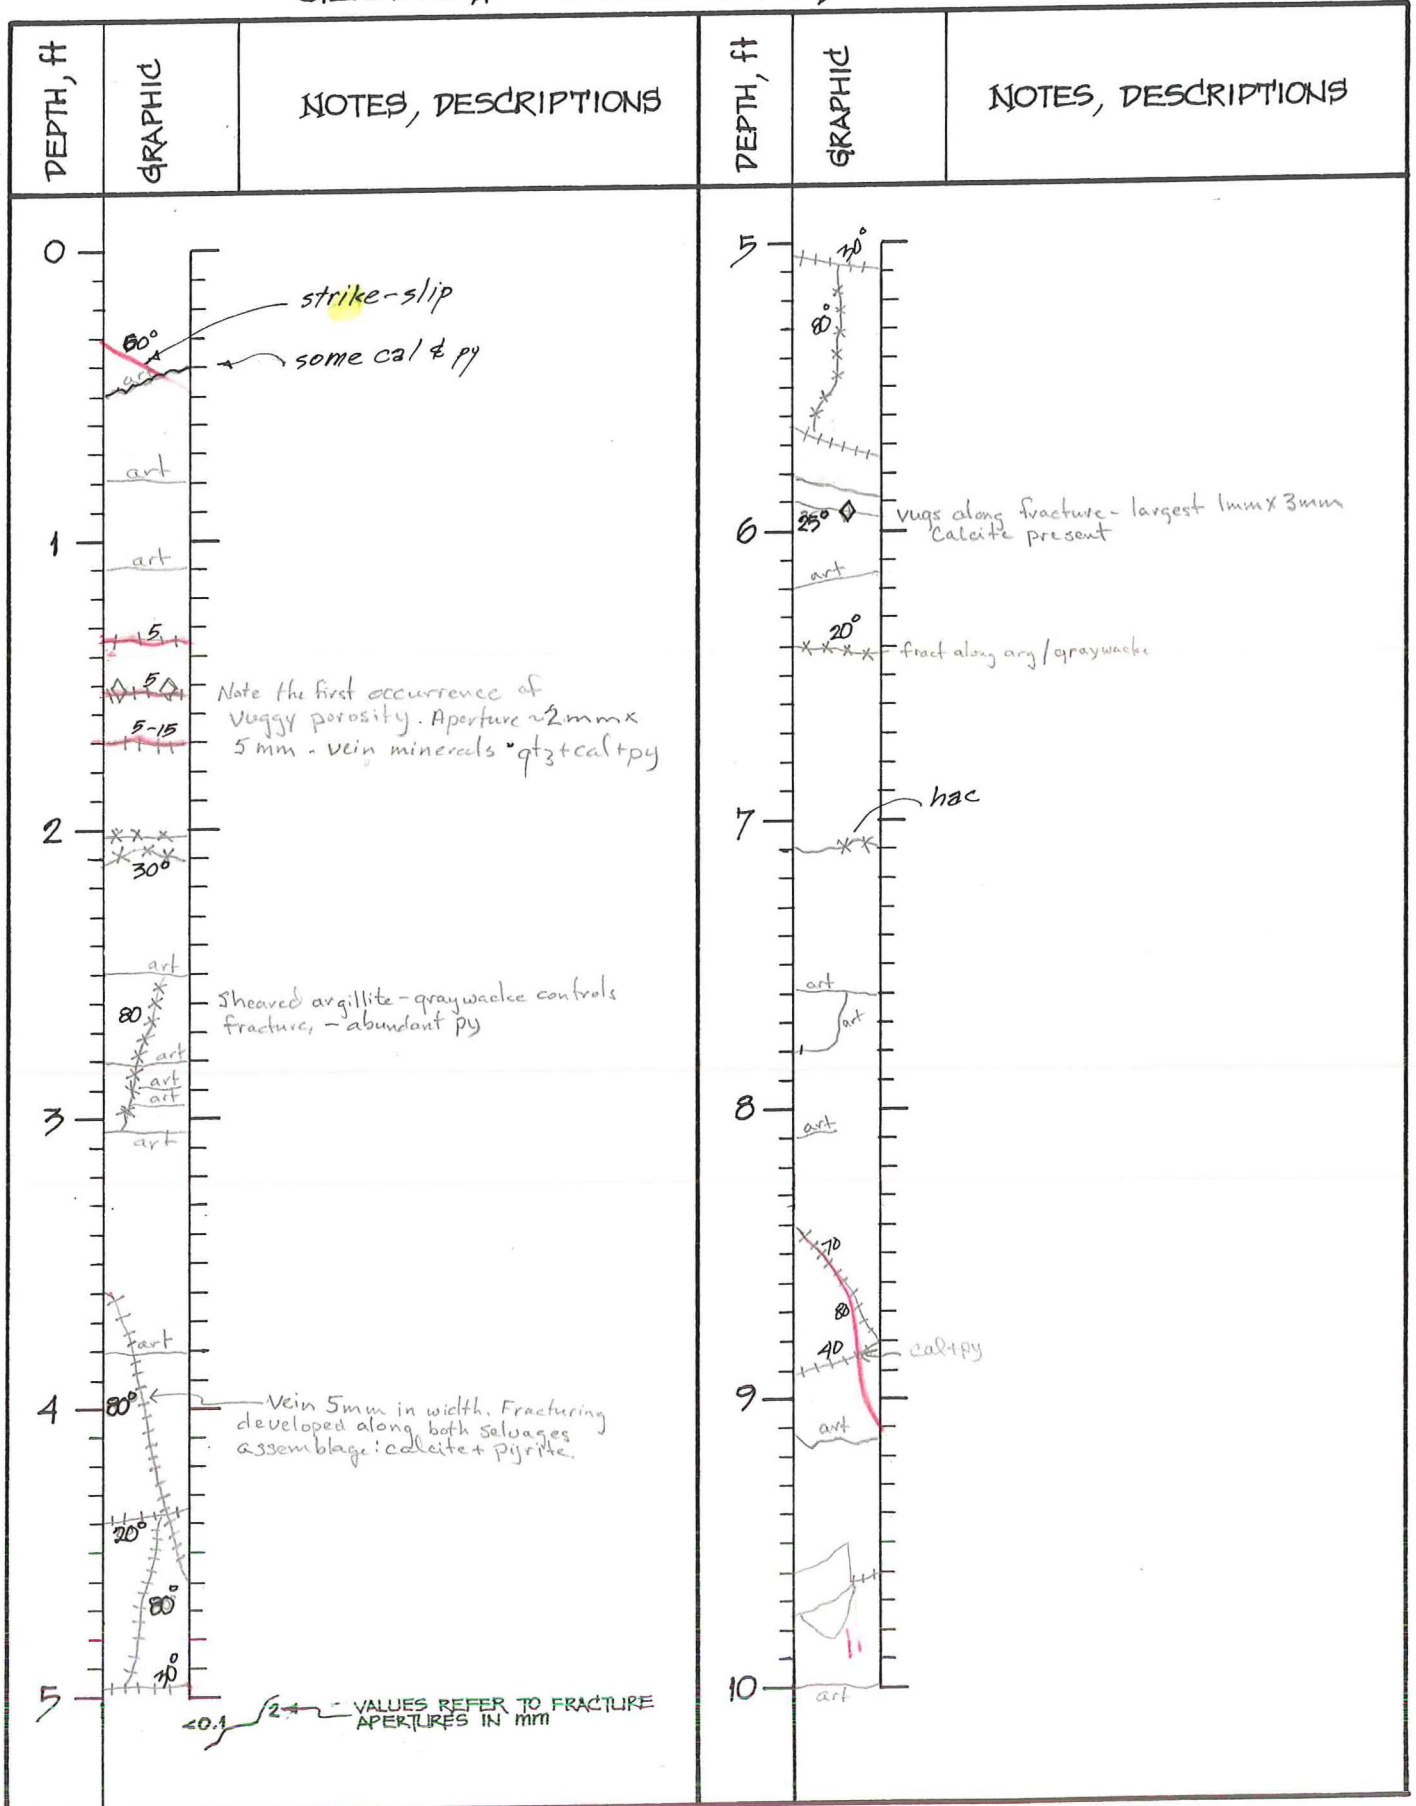 DEPTH, ft
GRAPHIC
NOTES, DESCRIPTIONS
0
strike-slip
60°
some cal & py
art
art
1
art
5
5
Note the first occurrence of
vuggy porosity. Aperture ~2mm x
5-15
5 mm - vein minerals qtz+cal+py
2
30°
art
Sheared argillite-graywacke controls
80
fracture, - abundant py
art
art
art
3
art
art
4
80°
Vein 5mm in width. Fracturing
developed along both selvages
assemblage: calcite + pyrite.
20°
80°
30°
5
<0.1
2
VALUES REFER TO FRACTURE
APERTURES IN mm
DEPTH, ft
GRAPHIC
NOTES, DESCRIPTIONS
5
30°
80°
25°
vugs along fracture - largest 1mm x 3mm
6
Calcite present
art
20°
fract along arg/graywacke
hac
7
art
art
8
art
70
80
40
cal+py
9
art
10
art